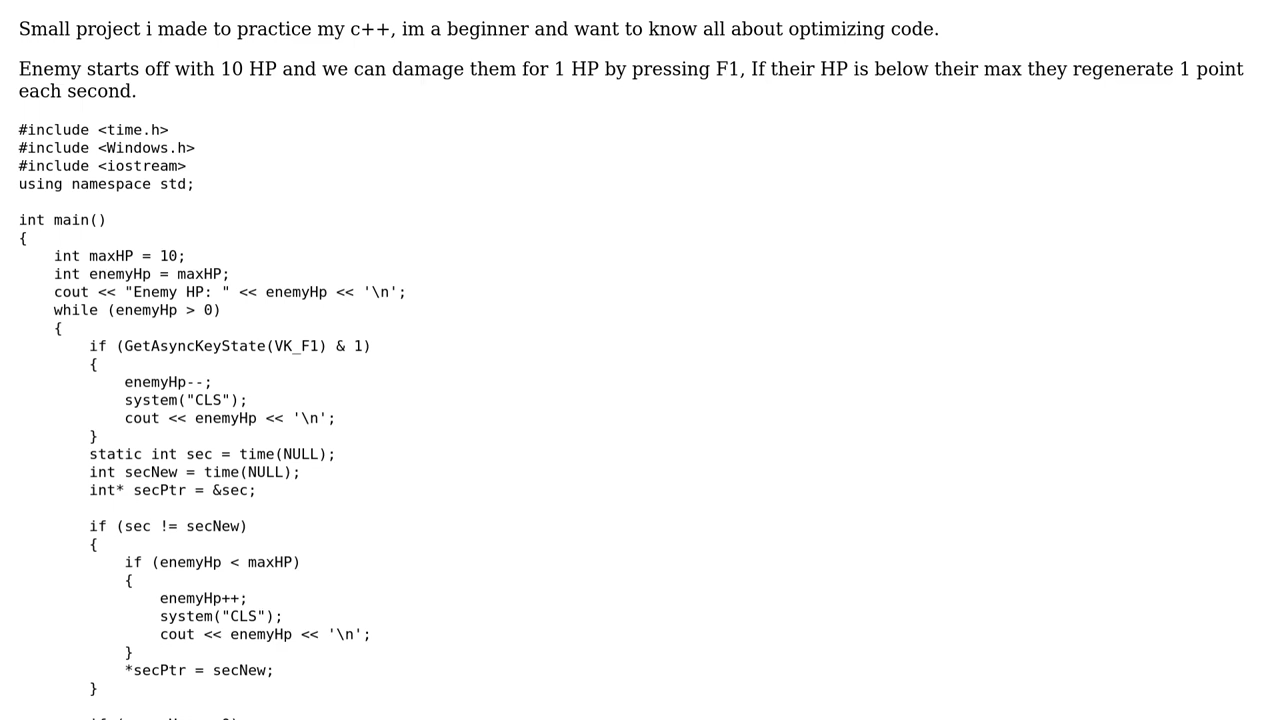 Small project i made to practice my c++, im a beginner and want to know all about optimizing code.
Enemy starts off with 10 HP and we can damage them for 1 HP by pressing F1, If their HP is below their max they regenerate 1 point
each second.
#include <time.h>
#include <Windows.h>
#include <iostream>
using namespace std;

int main()
{
    int maxHP = 10;
    int enemyHp = maxHP;
    cout << "Enemy HP: " << enemyHp << '\n';
    while (enemyHp > 0)
    {
        if (GetAsyncKeyState(VK_F1) & 1)
        {
            enemyHp--;
            system("CLS");
            cout << enemyHp << '\n';
        }
        static int sec = time(NULL);
        int secNew = time(NULL);
        int* secPtr = &sec;

        if (sec != secNew)
        {
            if (enemyHp < maxHP)
            {
                enemyHp++;
                system("CLS");
                cout << enemyHp << '\n';
            }
            *secPtr = secNew;
        }